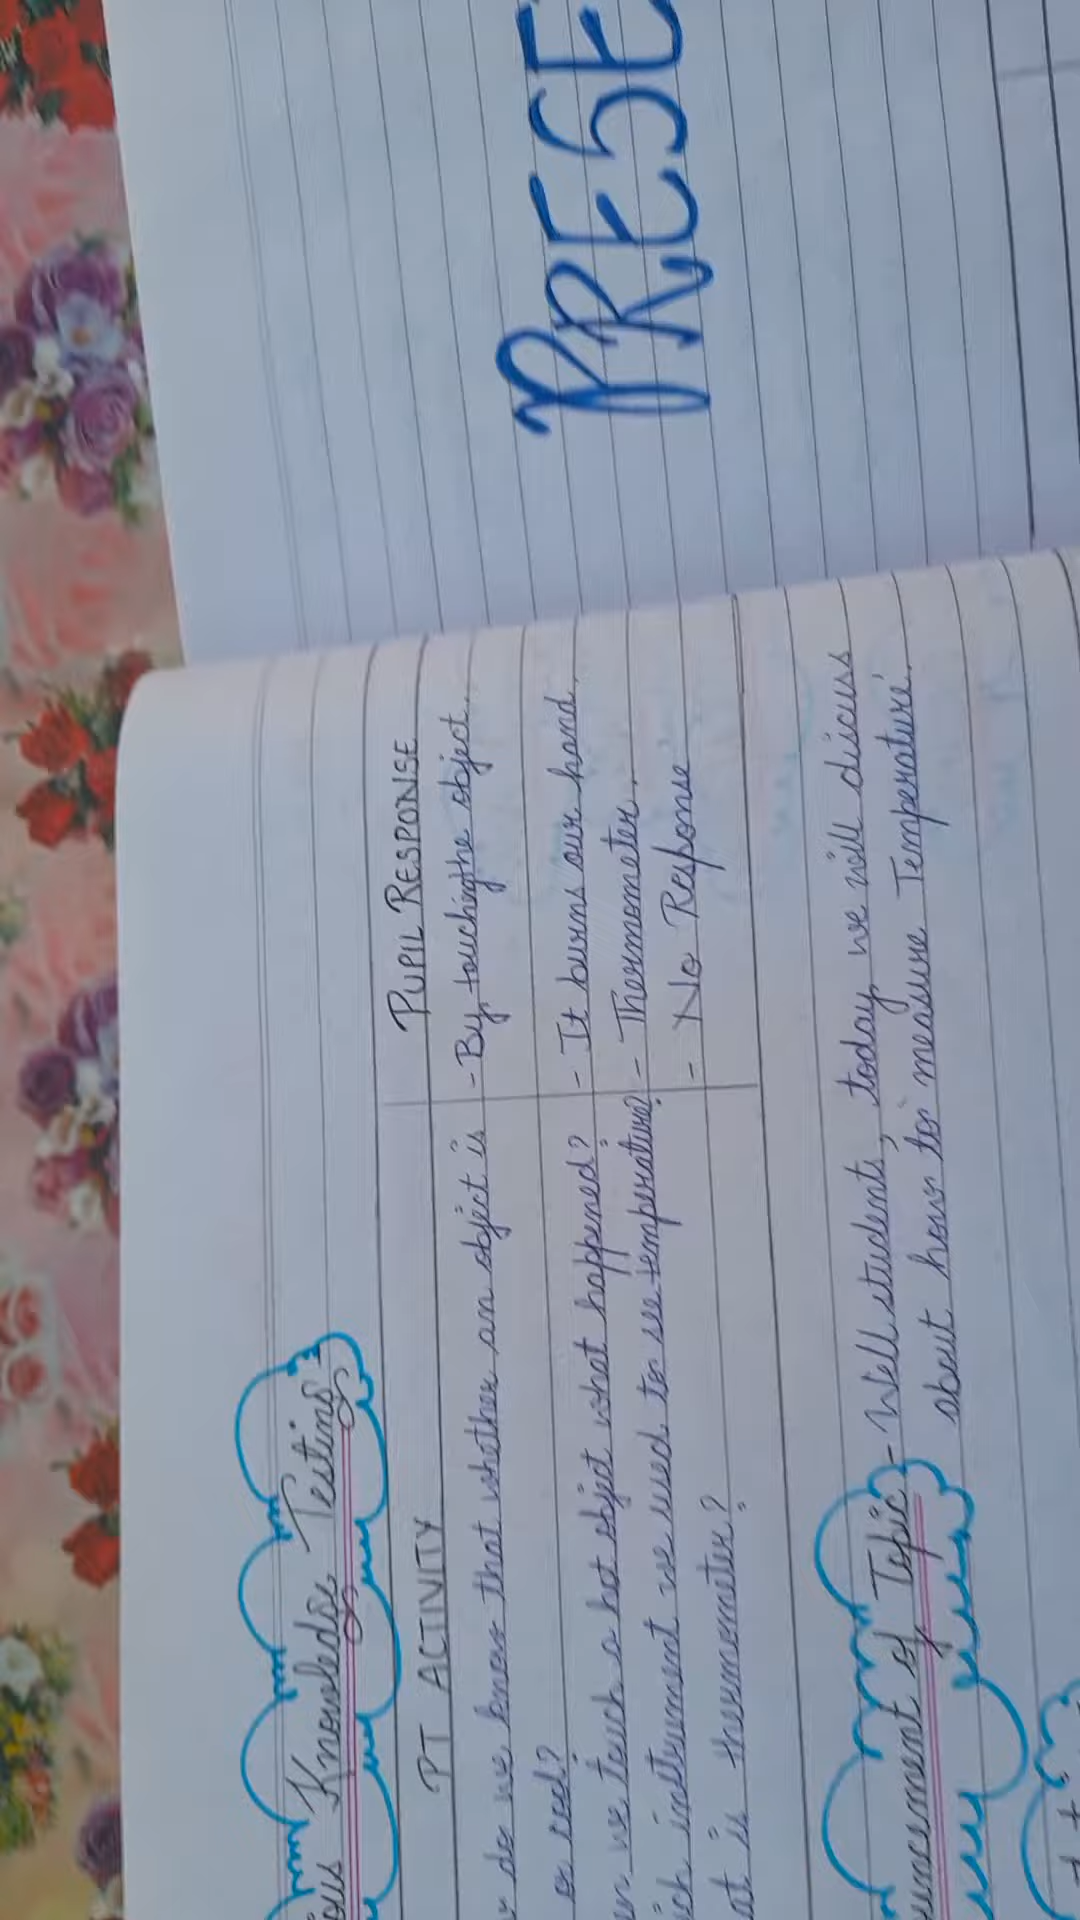 Knowledge Testing :
PT ACTIVITY PUPIL RESPONSE
do we know that whether an object is - By touching the object.
or
we touch a hot object what happened? - It burns our hand.
instrument we used to see temperature? - Thermometer.
is thermometer? - No Response
of Topic - Well students, today we will discuss
about how to measure 'Temperature'.
PRESE